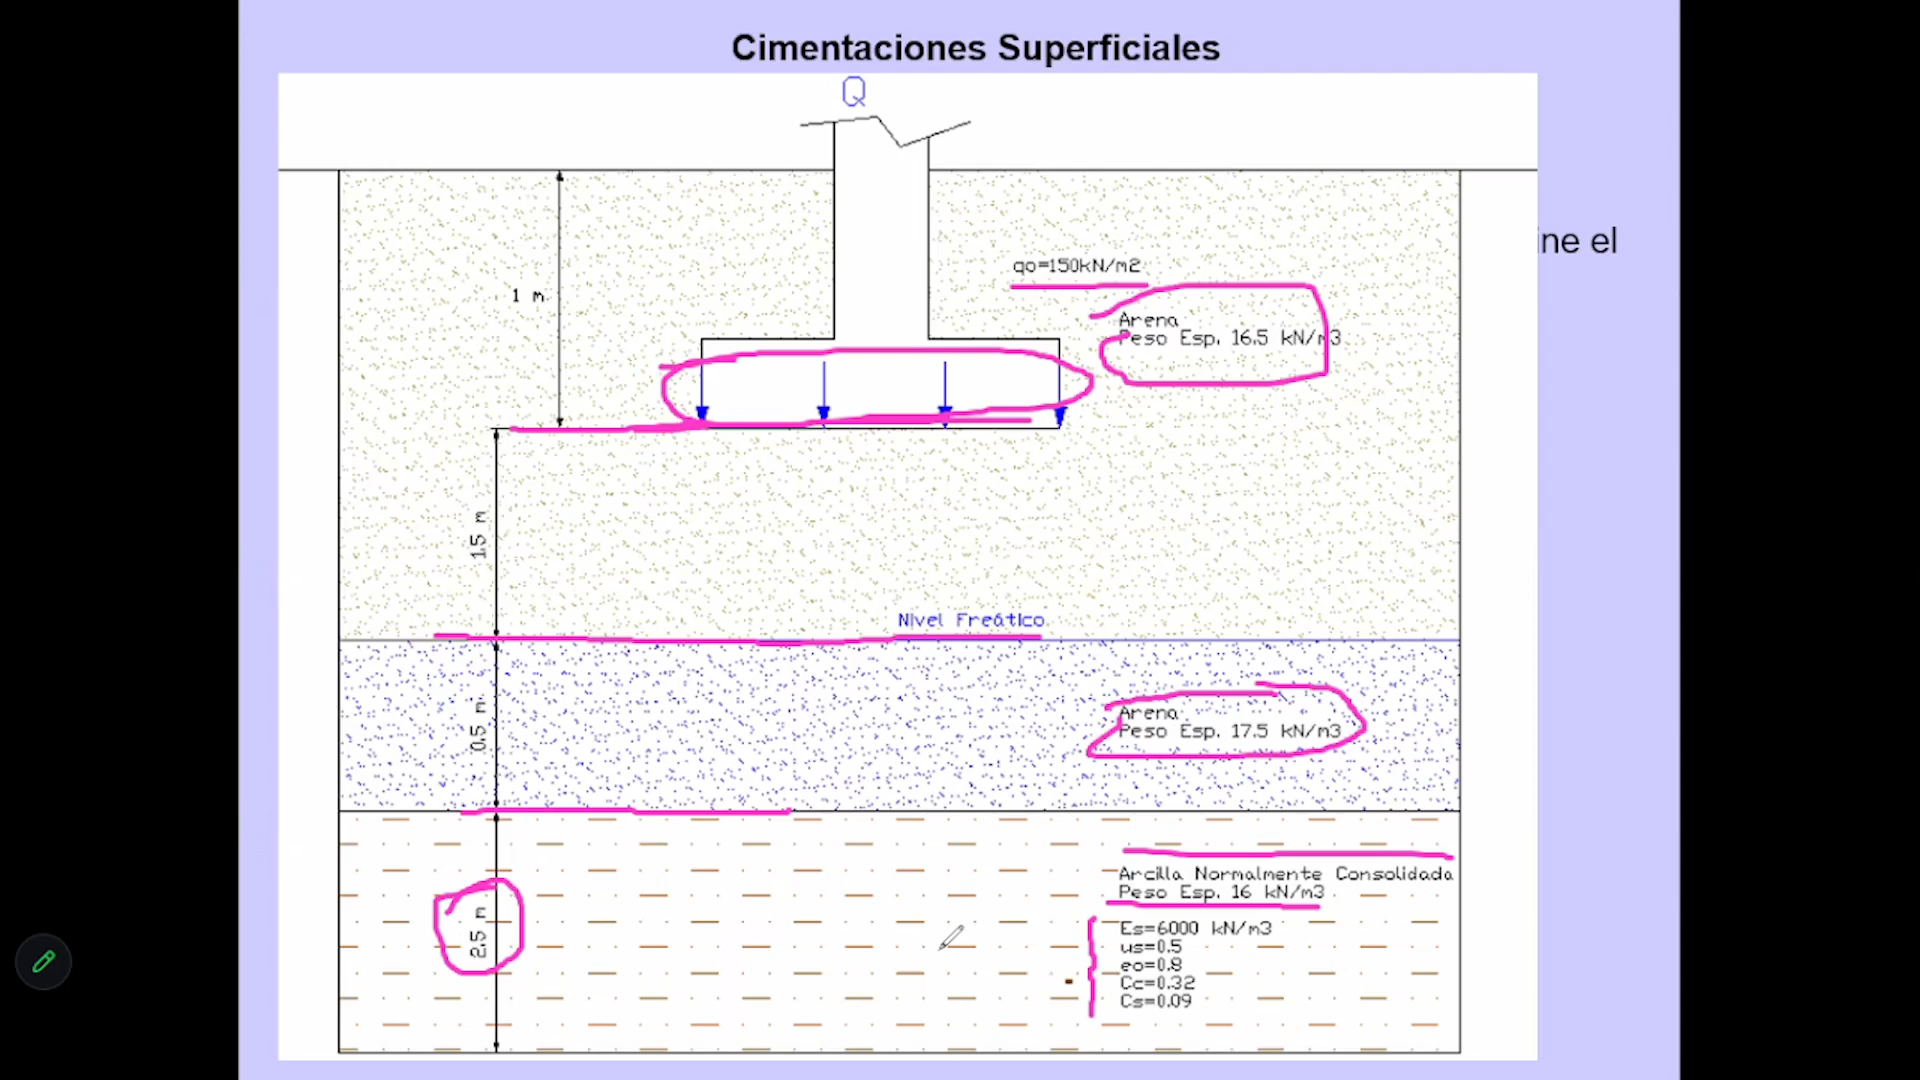 Cimentaciones Superficiales
Q
ine el
qo=150kN/m2
1 m
Arena
Peso Esp. 16.5 kN/m3
1.5 m
Nivel Freático
0.5 m
Arena
Peso Esp. 17.5 kN/m3
Arcilla Normalmente Consolidada
Peso Esp. 16 kN/m3
2.5 m
Es=6000 kN/m3
us=0.5
eo=0.8
Cc=0.32
Cs=0.09